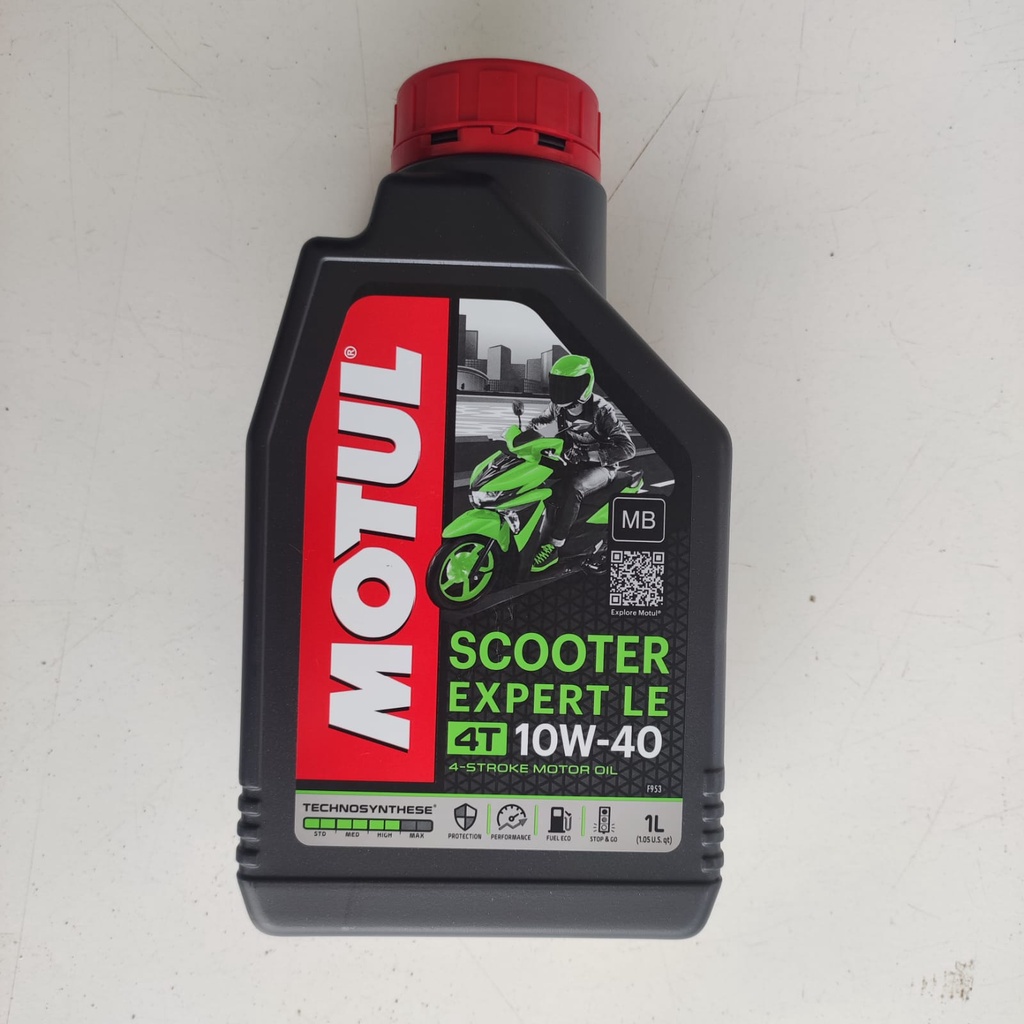 MOTUL®
MB
Explore Motul®
SCOOTER
EXPERT LE
4T 10W-40
4-STROKE MOTOR OIL
F953
TECHNOSYNTHESE®
STD MED HIGH MAX
PROTECTION PERFORMANCE FUEL ECO STOP & GO
1L
(1.05 U.S. qt)